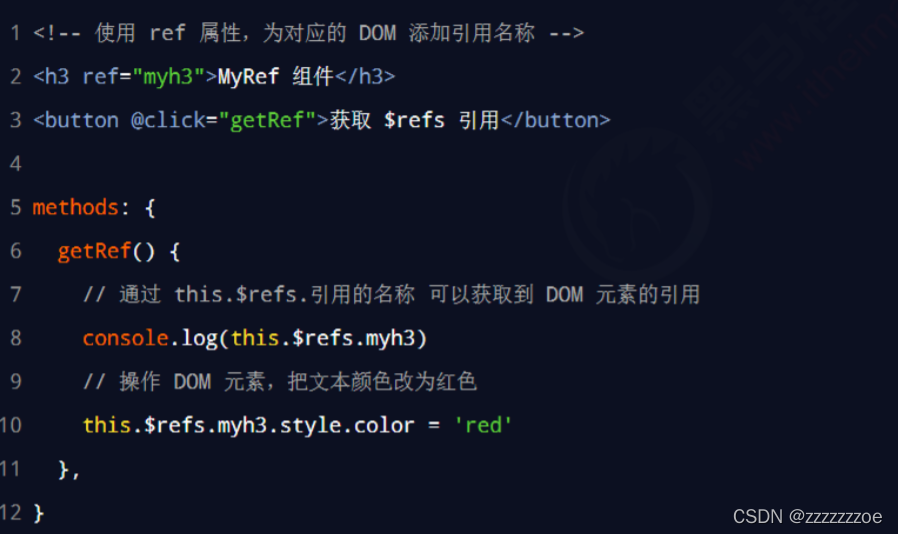 1 <!-- 使用 ref 属性，为对应的 DOM 添加引用名称 -->
2 <h3 ref="myh3">MyRef 组件</h3>
3 <button @click="getRef">获取 $refs 引用</button>
4
5 methods: {
6 getRef() {
7 // 通过 this.$refs.引用的名称 可以获取到 DOM 元素的引用
8 console.log(this.$refs.myh3)
9 // 操作 DOM 元素，把文本颜色改为红色
10 this.$refs.myh3.style.color = 'red'
11 },
12 }
CSDN @zzzzzzzoe